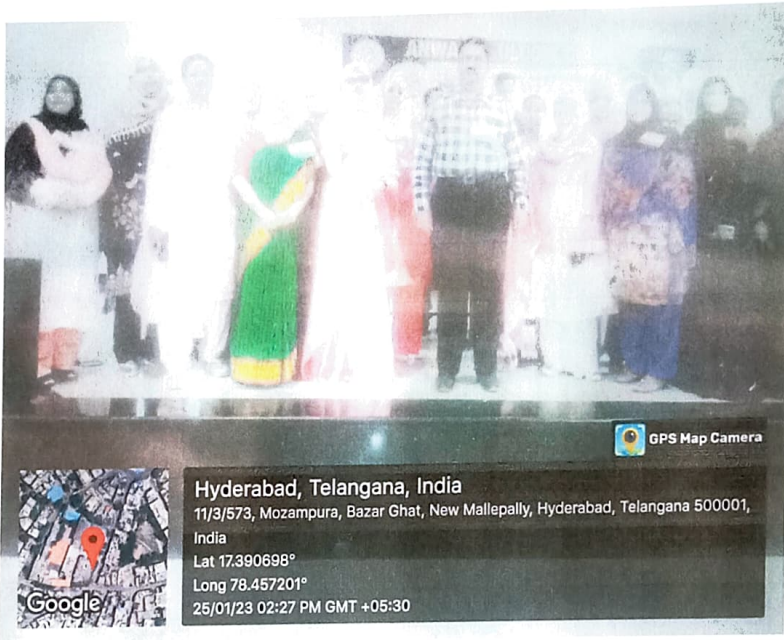 GPS Map Camera
Hyderabad, Telangana, India
11/3/573, Mozampura, Bazar Ghat, New Mallepally, Hyderabad, Telangana 500001,
India
Lat 17.390698°
Long 78.457201°
25/01/23 02:27 PM GMT +05:30
Google